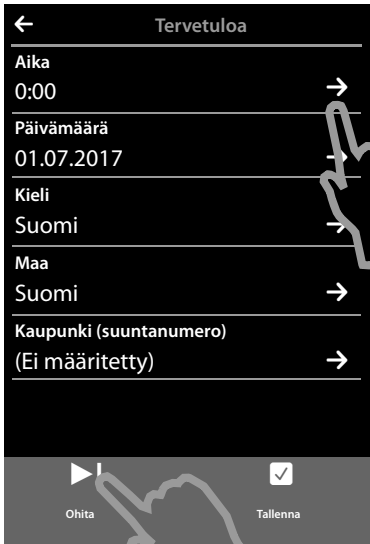 Tervetuloa
Aika
0:00
Päivämäärä
01.07.2017
Kieli
Suomi
Maa
Suomi
Kaupunki (suuntanumero)
(Ei määritetty)
Ohita
Tallenna